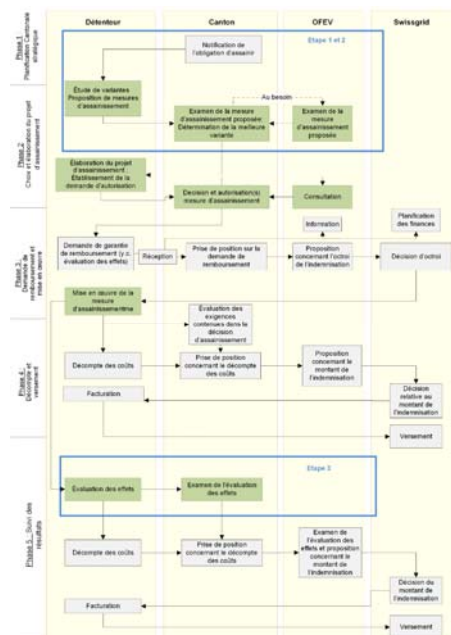 Détenteur
Canton
OFEV
Swissgrid
Phase 1
Planification Cantonale
stratégique
Etape 1 et 2
Notification de
l'obligation d'assainir
Étude de variantes
Proposition de mesures
d'assainissement
Au besoin
Examen de la mesure
d'assainissement proposée
Détermination de la meilleure
variante
Examen de la
mesure
d'assainissement
proposée
Phase 2
Choix et élaboration du projet
d'assainissement
Élaboration du projet
d'assainissement ;
Établissement de la
demande d'autorisation
Décision et autorisation(s)
mesure d'assainissement
Consultation
Information
Planification
des finances
Phase 3
Demande de
remboursement et
mise en œuvre
Demande de garantie de
remboursement (y.c.
évaluation des effets)
Réception
Prise de position sur la
demande de
remboursement
Proposition
concernant l'octroi
de l'indemnisation
Décision d'octroi
Mise en œuvre de la
mesure
d'assainissementme
Évaluation des
exigences
contenues dans la
décision
d'assainissement
Phase 4 :
Décompte et
versement
Décompte des coûts
Prise de position
concernant le décompte
des coûts
Proposition
concernant le
montant de
l'indemnisation
Facturation
Décision
relative au
montant de
l'indemnisation
Versement
Etape 3
Phase 5 : Suivi des
résultats
Évaluation des effets
Examen de l'évaluation des
effets
Décompte des coûts
Prise de position
concernant le décompte
des coûts
Examen de
l'évaluation des
effets et proposition
concernant le
montant de
l'indemnisation
Facturation
Décision du
montant de
l'indemnisation
Versement